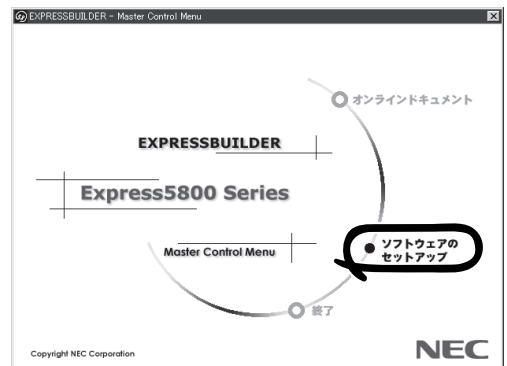 EXPRESSBUILDER - Master Control Menu
オンラインドキュメント
EXPRESSBUILDER
Express5800 Series
Master Control Menu
ソフトウェアの
セットアップ
終了
Copyright NEC Corporation
NEC